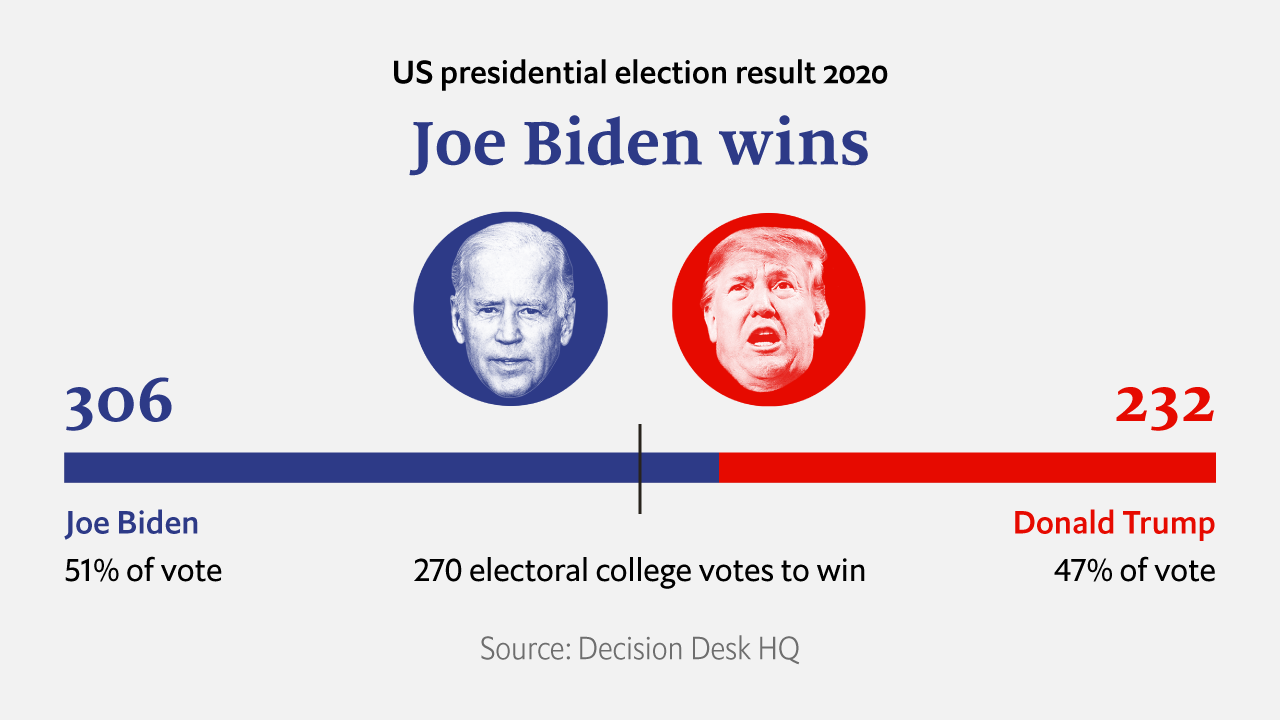 US presidential election result 2020
Joe Biden wins
306
232
Joe Biden
Donald Trump
51% of vote
270 electoral college votes to win
47% of vote
Source: Decision Desk HQ